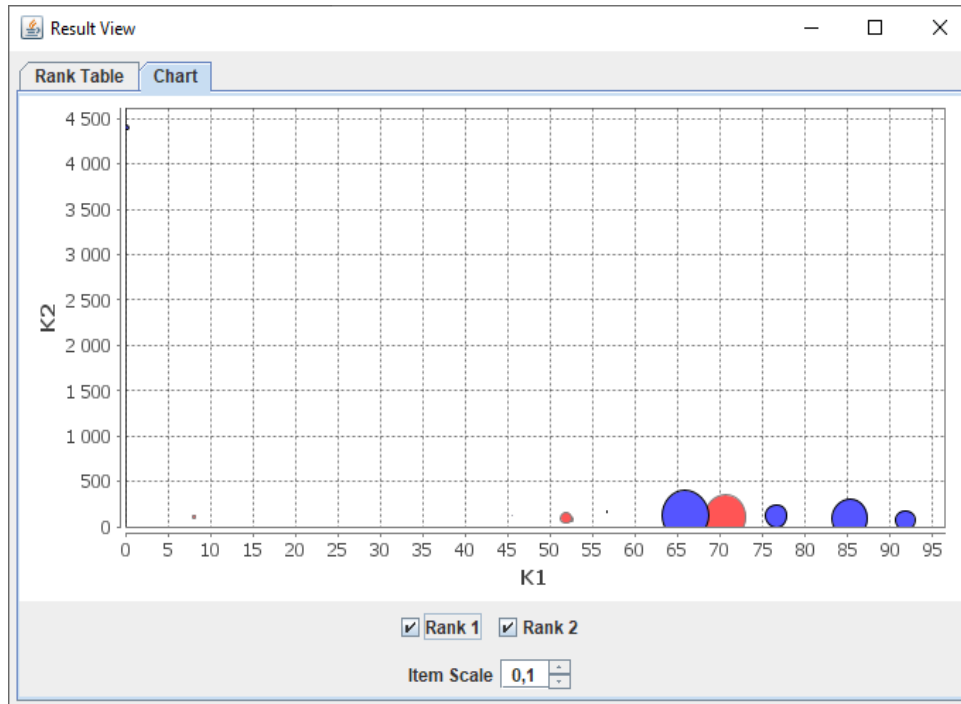 Result View
Rank Table Chart
4 500
4 000
3 500
3 000
2 500
2 000
1 500
1 000
500
0
K2
0 5 10 15 20 25 30 35 40 45 50 55 60 65 70 75 80 85 90 95
K1
Rank 1 Rank 2
Item Scale 0,1